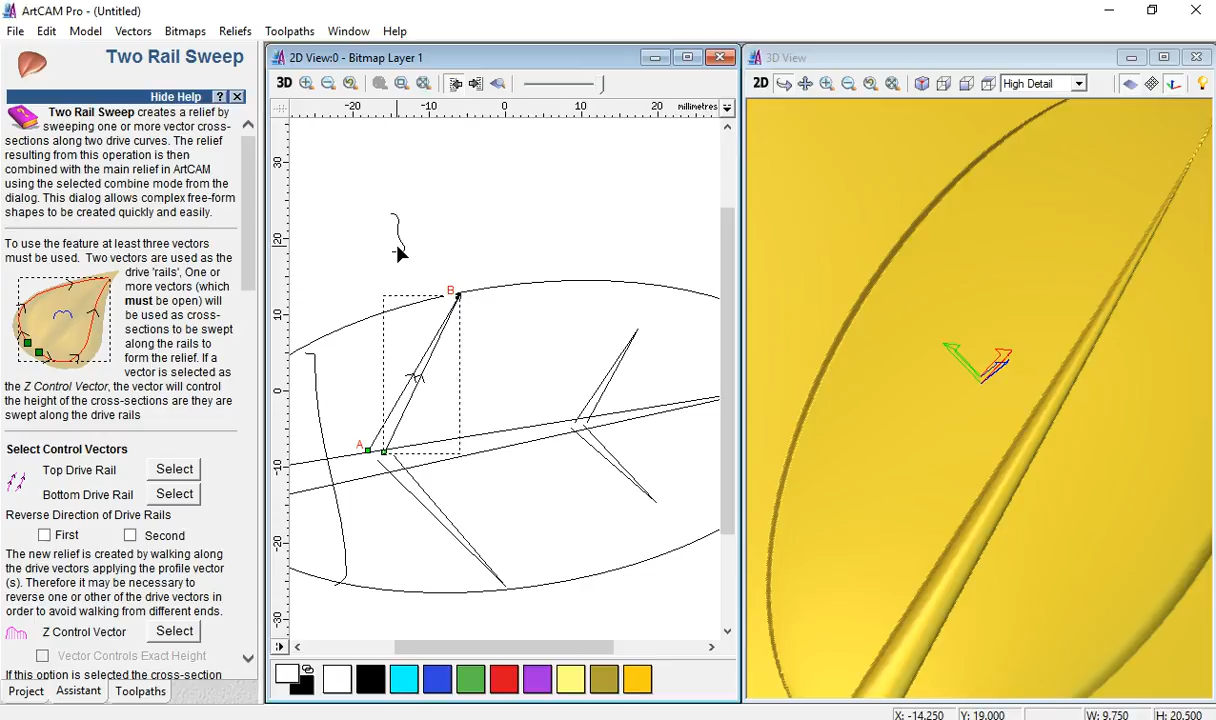 ArtCAM Pro - (Untitled)
File Edit Model Vectors Bitmaps Reliefs Toolpaths Window Help
Two Rail Sweep
Hide Help ?
Two Rail Sweep creates a relief by
sweeping one or more vector cross-
sections along two drive curves. The relief
resulting from this operation is then
combined with the main relief in ArtCAM
using the selected combine mode from the
dialog. This dialog allows complex free-form
shapes to be created quickly and easily.
To use the feature at least three vectors
must be used. Two vectors are used as the
drive 'rails', One or
more vectors (which
must be open) will
be used as cross-
sections to be swept
along the rails to
form the relief. If a
vector is selected as
the Z Control Vector, the vector will control
the height of the cross-sections are they are
swept along the drive rails
Select Control Vectors
Top Drive Rail Select
Bottom Drive Rail Select
Reverse Direction of Drive Rails
First Second
The new relief is created by walking along
the drive vectors applying the profile vector
(s). Therefore it may be necessary to
reverse one or other of the drive vectors in
order to avoid walking from different ends.
Z Control Vector Select
Vector Controls Exact Height
If this option is selected the cross-section
Project Assistant Toolpaths
2D View:0 - Bitmap Layer 1
3D
-20 -10 0 10 20 millimetres
30
20
10
0
-10
-20
-30
B
A
3D View
2D High Detail
X: -14.250 Y: 19.000 W: 9.750 H: 20.500